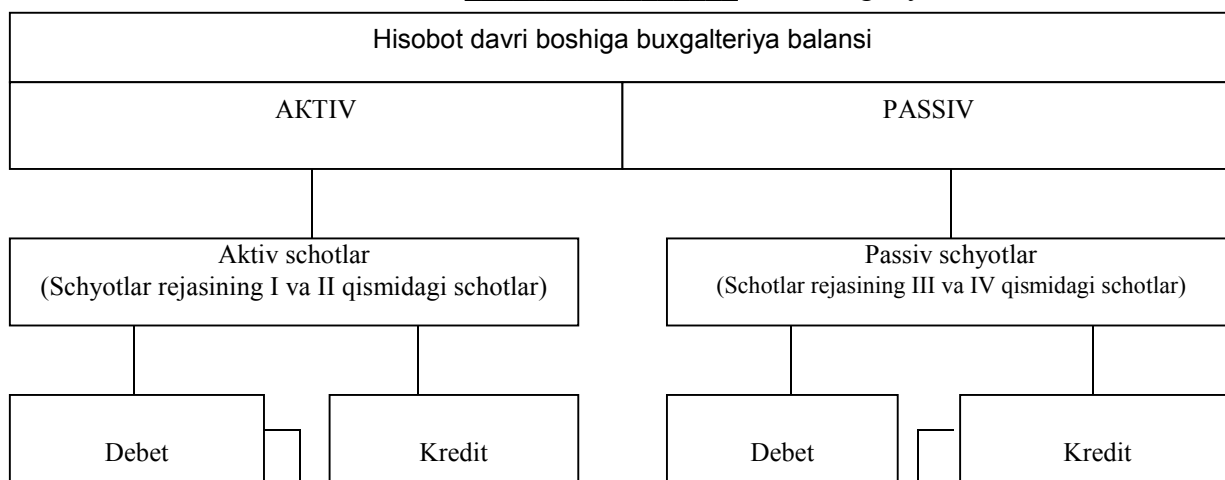 Hisobot davri boshiga buxgalteriya balansi
AKTIV
PASSIV
Aktiv schotlar
(Schyotlar rejasining I va II qismidagi schotlar)
Passiv schyotlar
(Schotlar rejasining III va IV qismidagi schotlar)
Debet
Kredit
Debet
Kredit